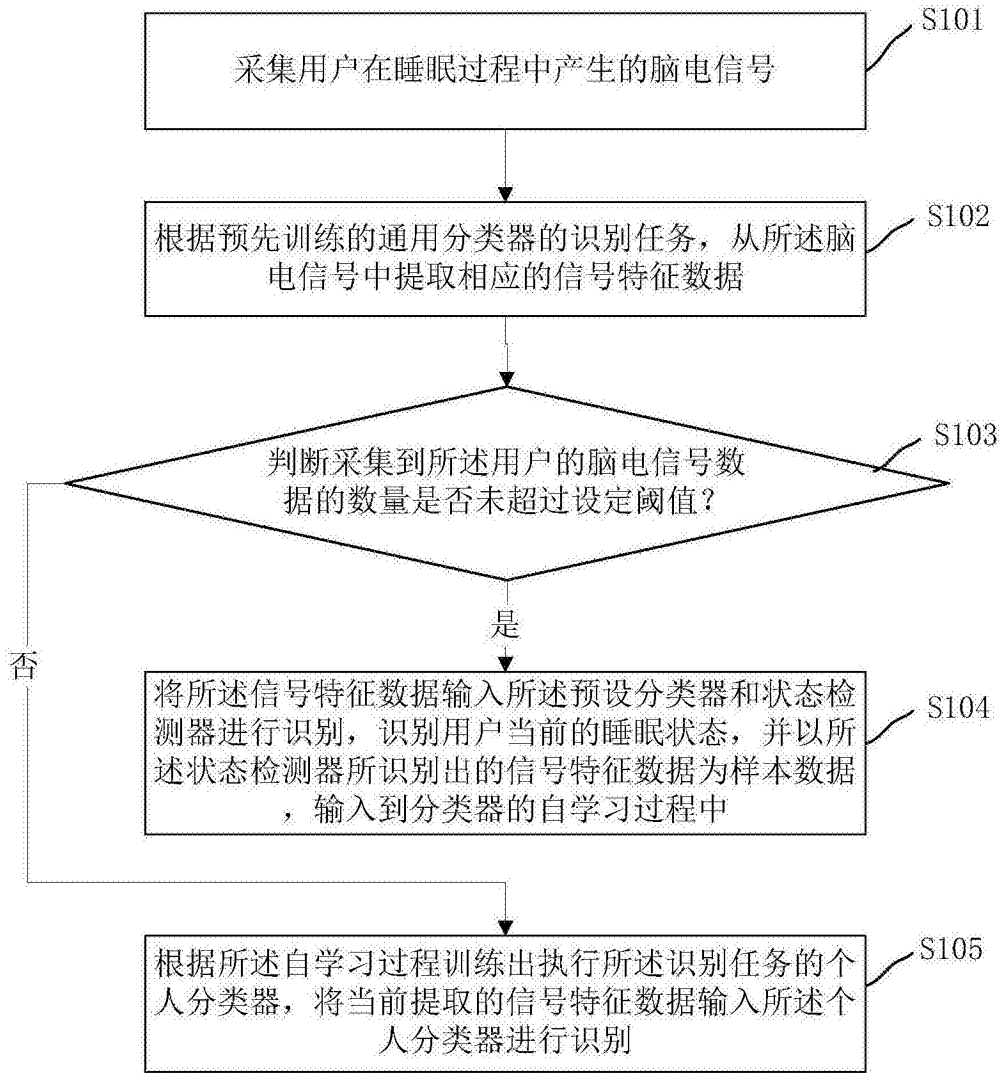 S101
采集用户在睡眠过程中产生的脑电信号
S102
根据预先训练的通用分类器的识别任务，从所述脑
电信号中提取相应的信号特征数据
S103
判断采集到所述用户的脑电信号数
据的数量是否未超过设定阈值？
是
否
S104
将所述信号特征数据输入所述预设分类器和状态检
测器进行识别，识别用户当前的睡眠状态，并以所
述状态检测器所识别出的信号特征数据为样本数据
，输入到分类器的自学习过程中
S105
根据所述自学习过程训练出执行所述识别任务的个
人分类器，将当前提取的信号特征数据输入所述个
人分类器进行识别